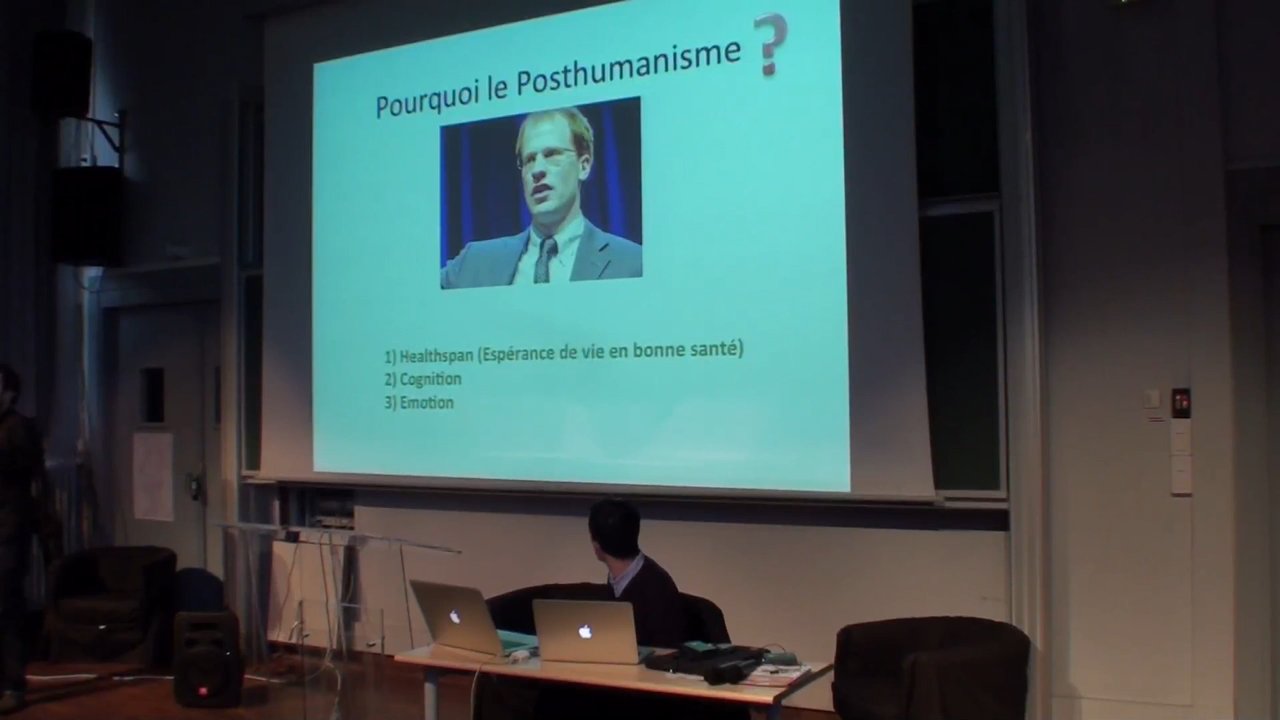 Pourquoi le Posthumanisme ?
1) Healthspan (Espérance de vie en bonne santé)
2) Cognition
3) Emotion